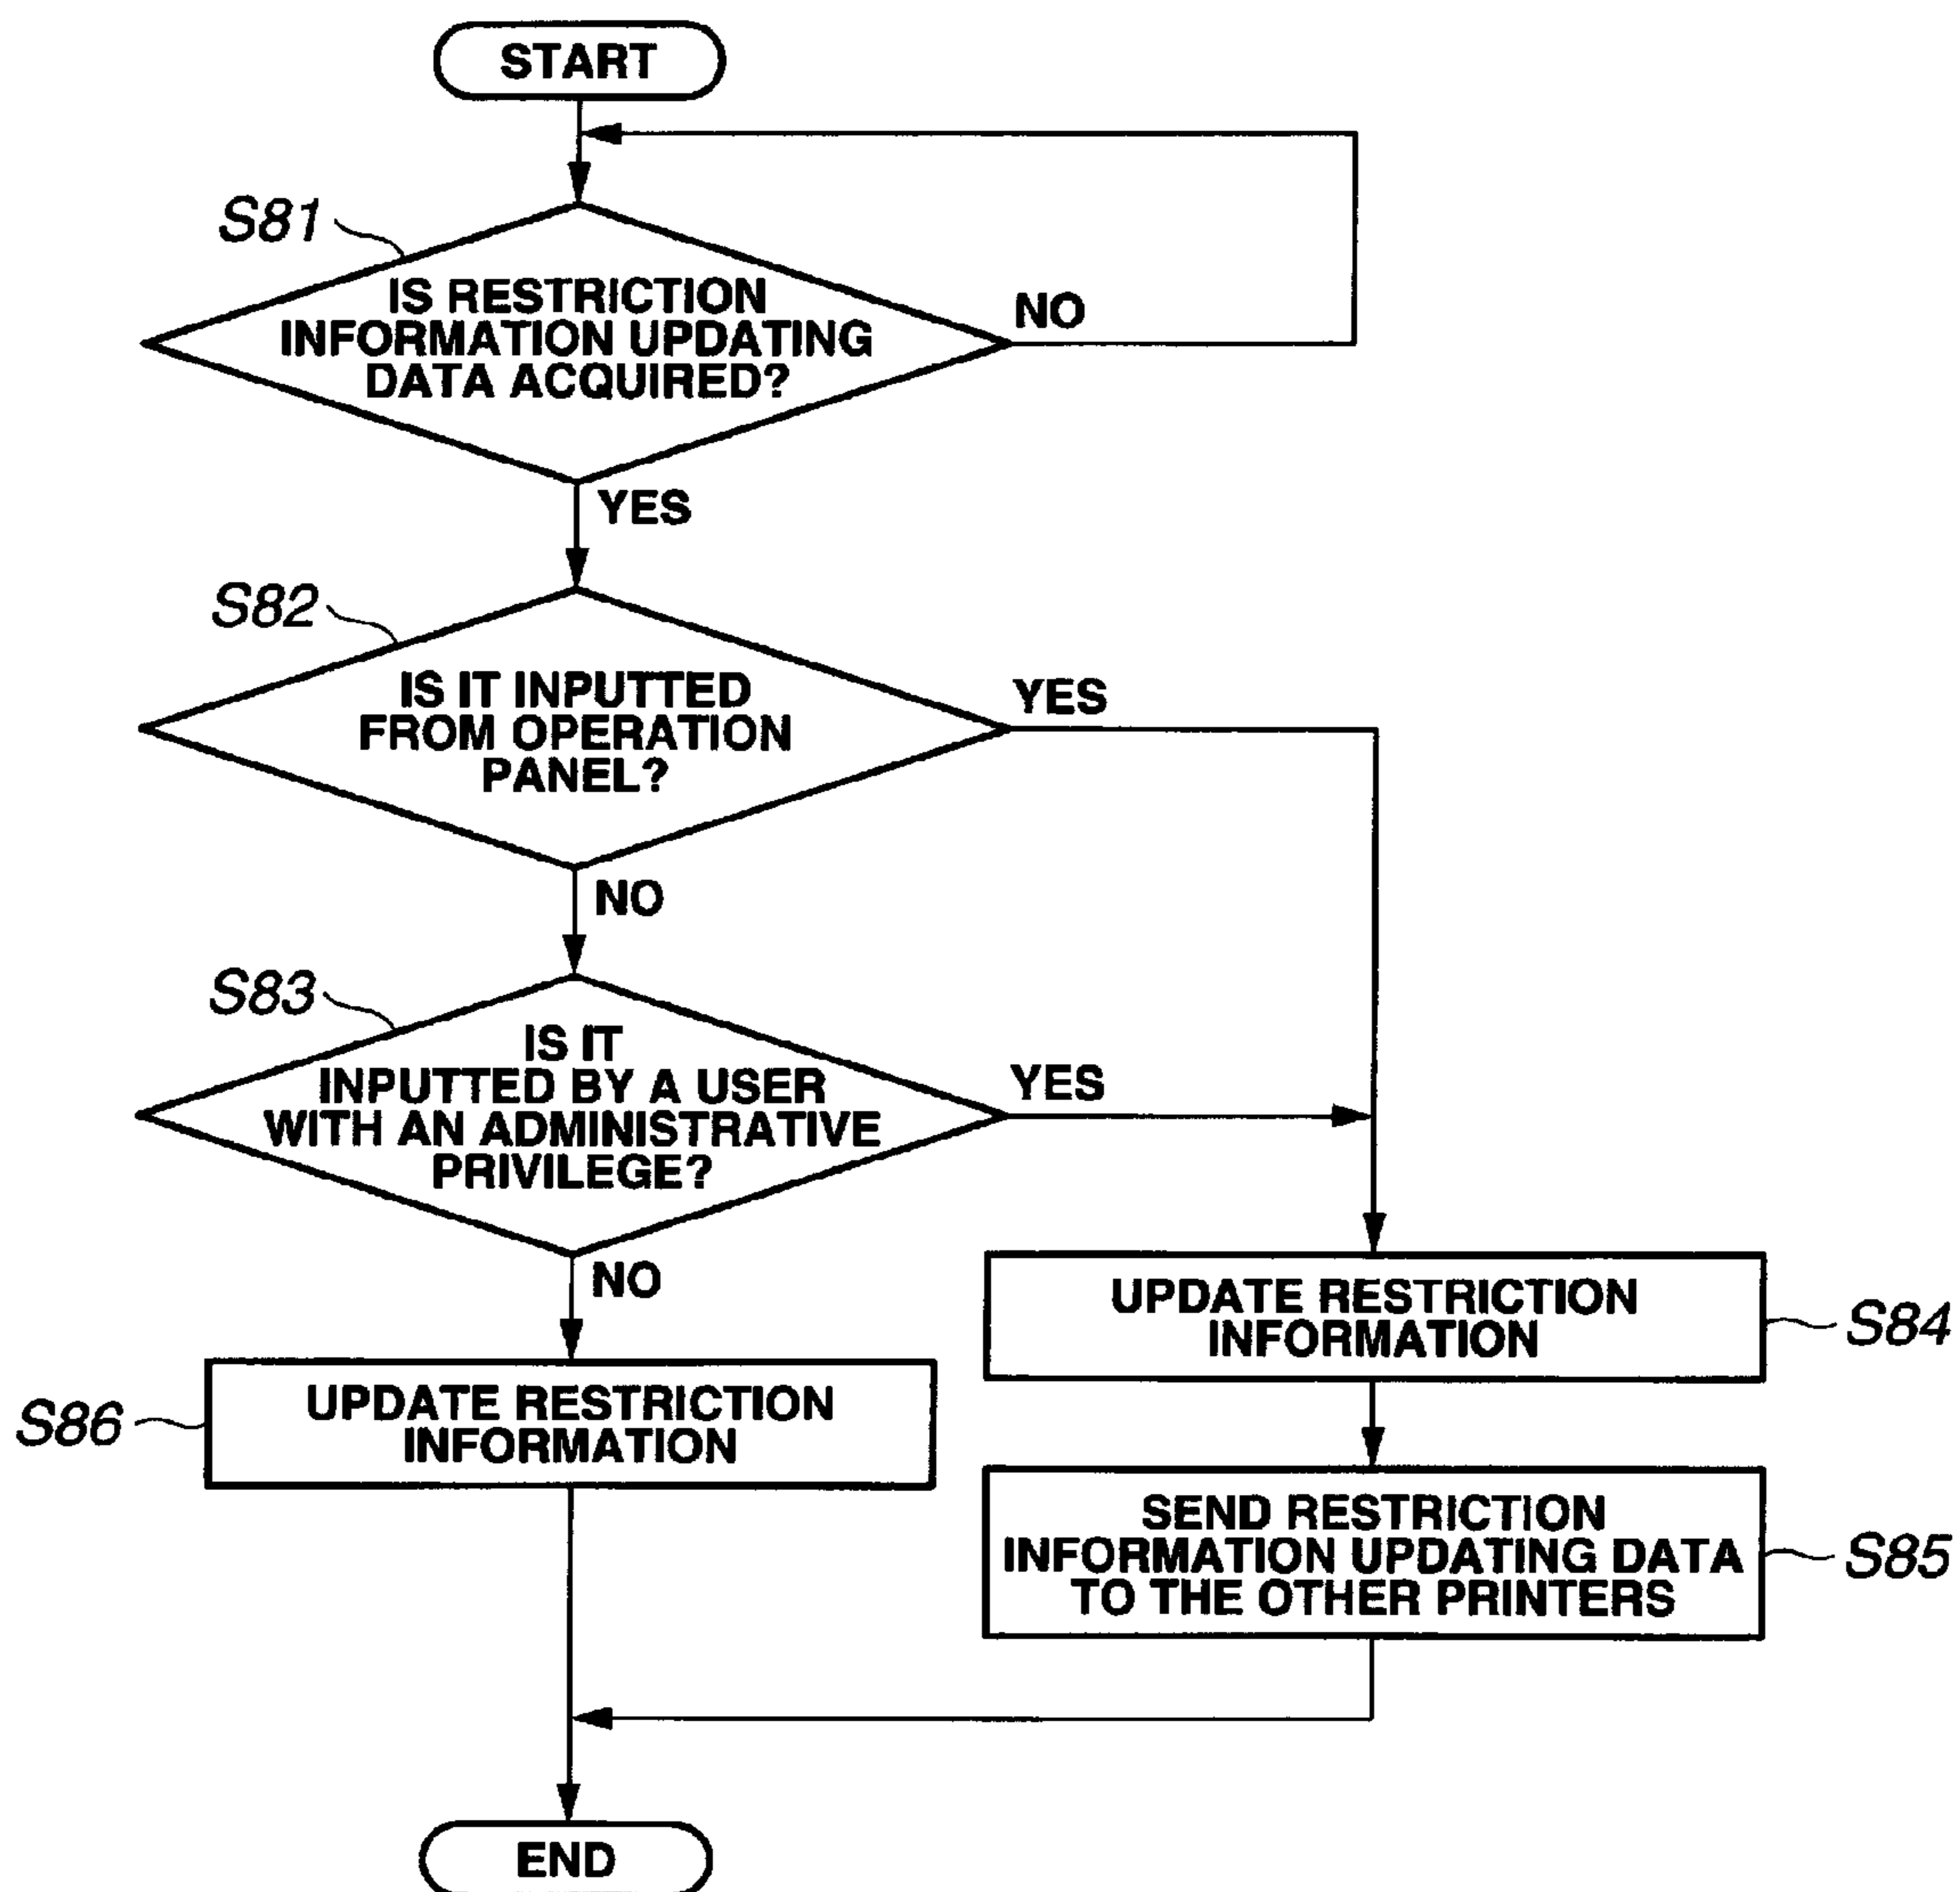 START
S81
IS RESTRICTION
INFORMATION UPDATING
DATA ACQUIRED?
NO
YES
S82
IS IT INPUTTED
FROM OPERATION
PANEL?
YES
NO
S83
IS IT
INPUTTED BY A USER
WITH AN ADMINISTRATIVE
PRIVILEGE?
YES
NO
UPDATE RESTRICTION
INFORMATION
S84
S86
UPDATE RESTRICTION
INFORMATION
SEND RESTRICTION
INFORMATION UPDATING DATA
TO THE OTHER PRINTERS
S85
END